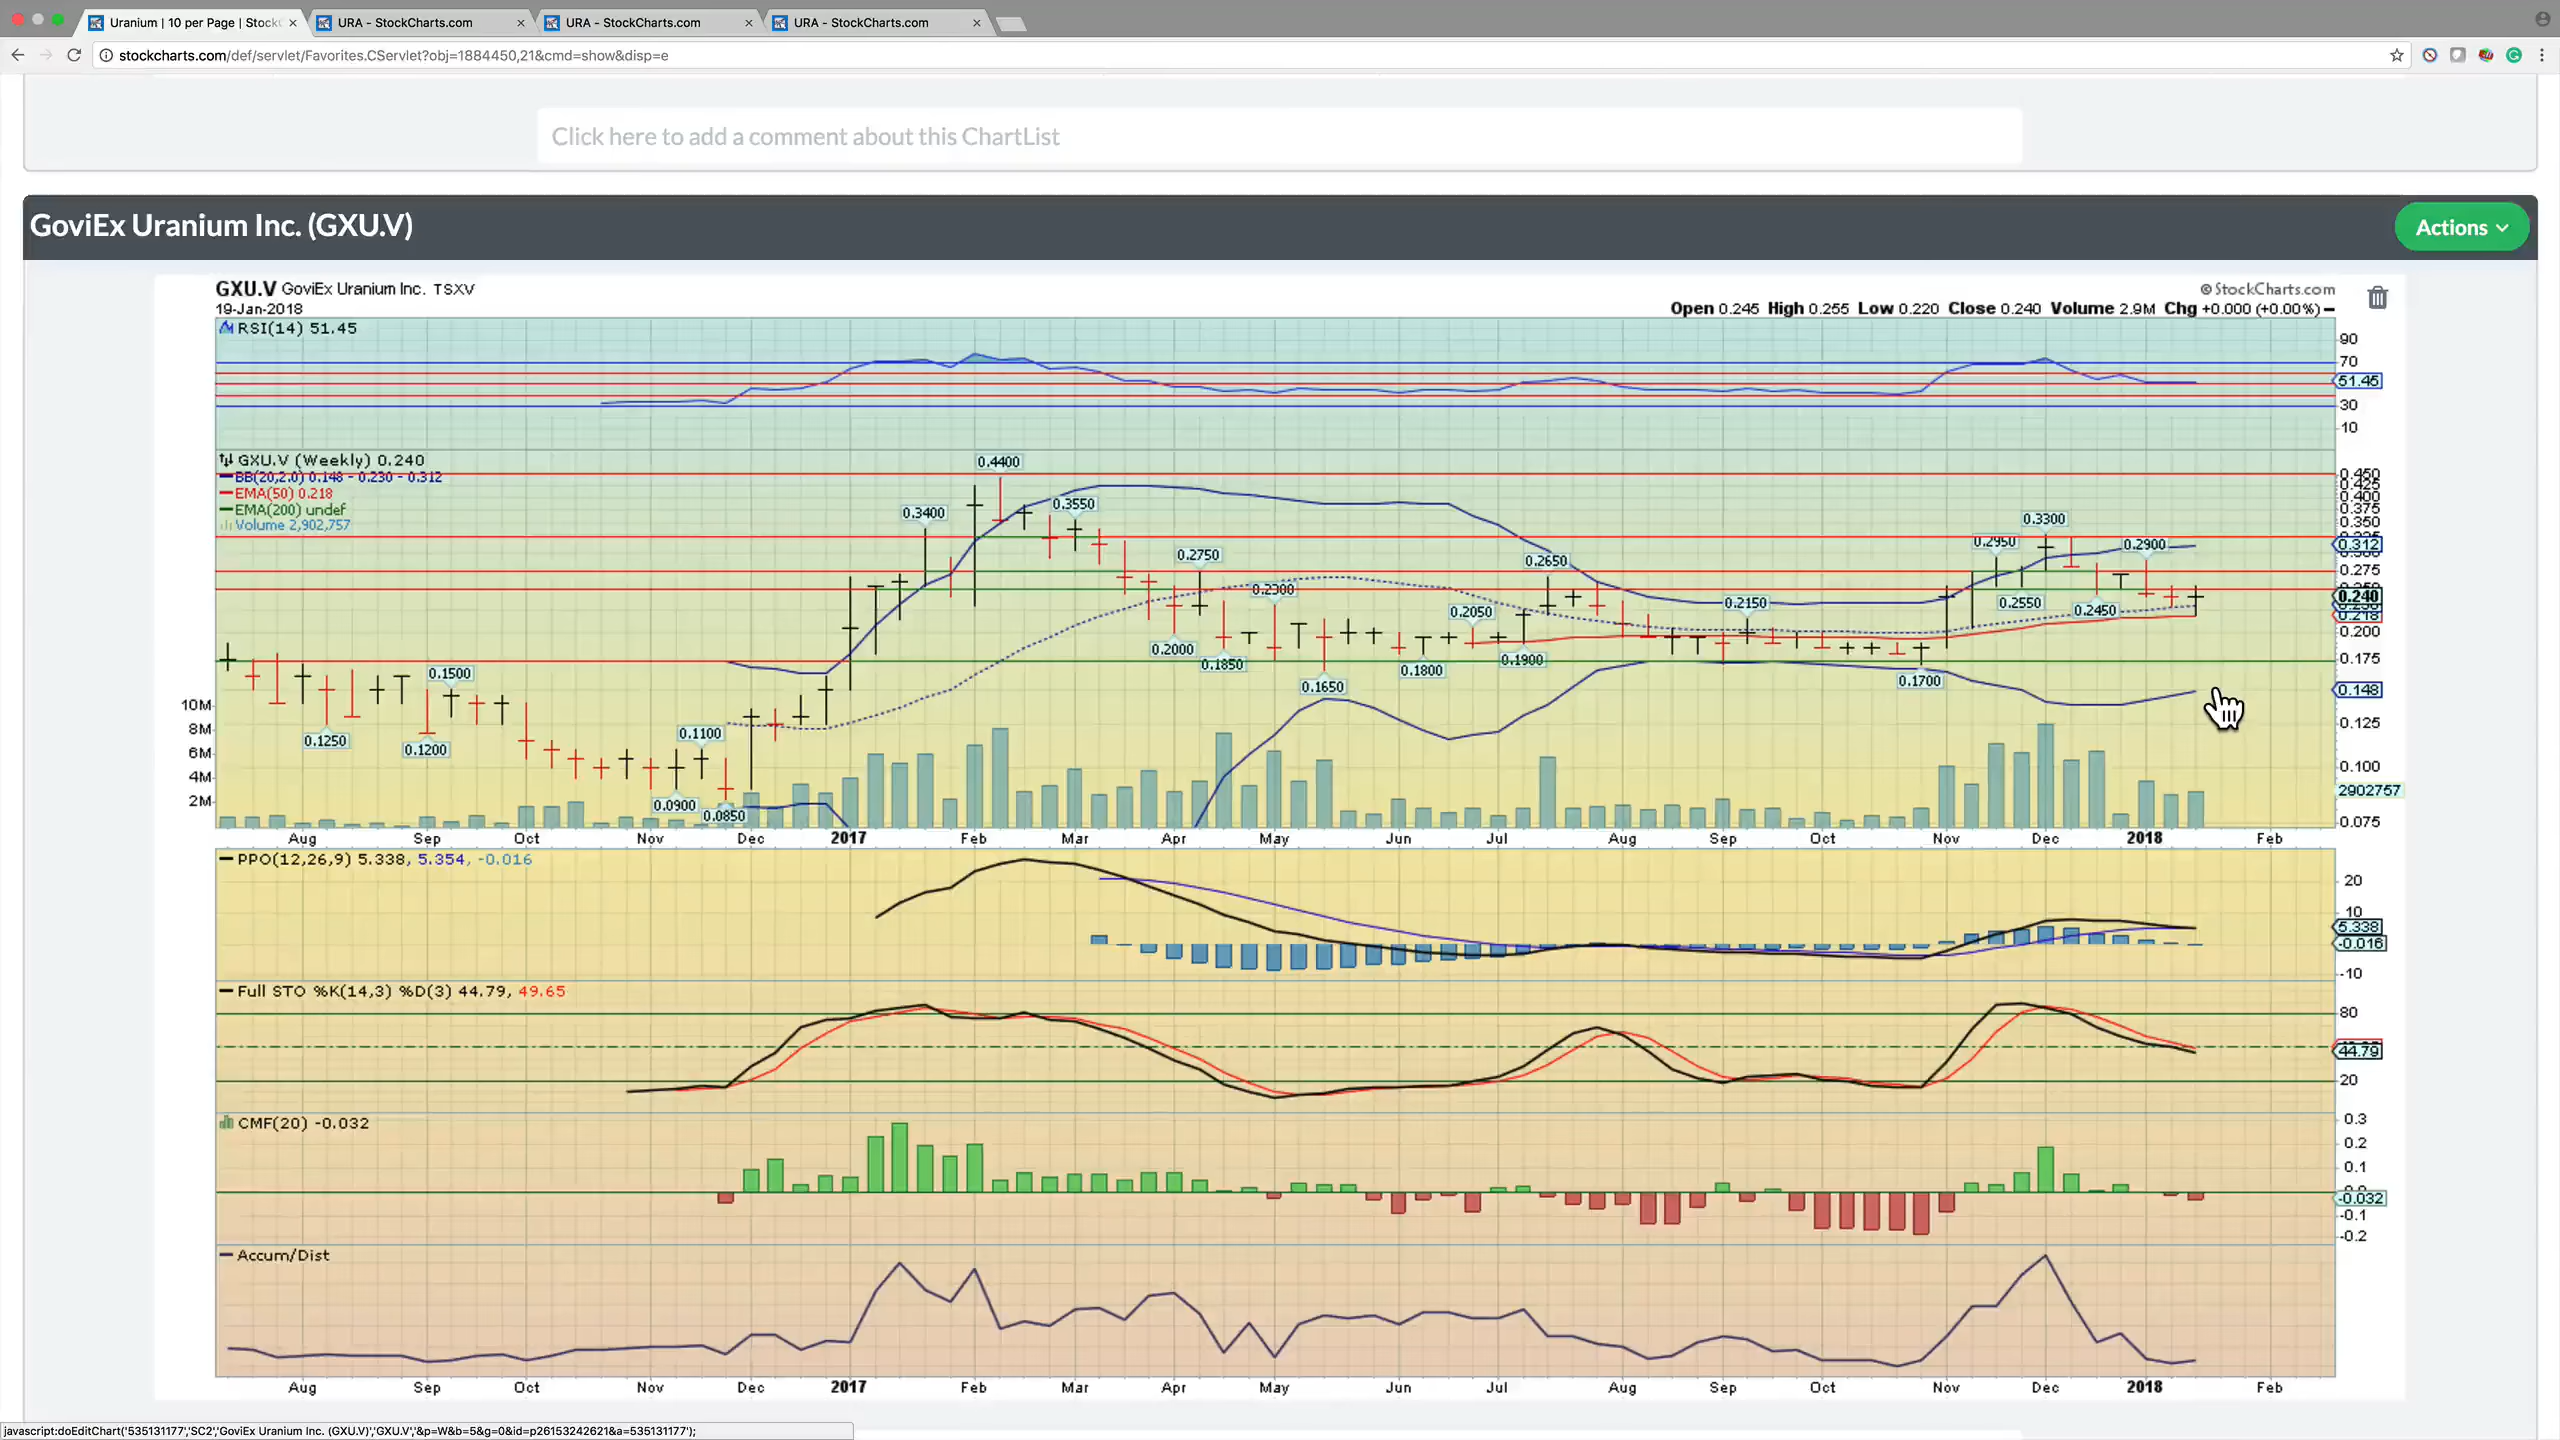 Uranium | 10 per Page | Stock
URA - StockCharts.com
URA - StockCharts.com
URA - StockCharts.com
stockcharts.com/def/servlet/Favorites.CServlet?obj=1884450,21&cmd=show&disp=e
Click here to add a comment about this ChartList
GoviEx Uranium Inc. (GXU.V)
Actions
GXU.V GoviEx Uranium Inc. TSXV
© StockCharts.com
19-Jan-2018
Open 0.245 High 0.255 Low 0.220 Close 0.240 Volume 2.9M Chg +0.000 (+0.00%)
RSI(14) 51.45
90
70
51.45
30
10
GXU.V (Weekly) 0.240
BB(20,2.0) 0.148 - 0.230 - 0.312
EMA(50) 0.218
EMA(200) undef
Volume 2,902,757
0.4400
0.3400
0.3550
0.2750
0.2300
0.2650
0.2050
0.2150
0.2950
0.3300
0.2900
0.2550
0.2450
0.1500
0.1250
0.1200
0.1100
0.0900
0.0850
0.2000
0.1850
0.1650
0.1800
0.1900
0.1700
0.450
0.425
0.400
0.375
0.350
0.312
0.275
0.240
0.218
0.200
0.175
0.148
0.125
0.100
2902757
0.075
10M
8M
6M
4M
2M
Aug Sep Oct Nov Dec 2017 Feb Mar Apr May Jun Jul Aug Sep Oct Nov Dec 2018 Feb
PPO(12,26,9) 5.338, 5.354, -0.016
20
10
5.338
-0.016
-10
Full STO %K(14,3) %D(3) 44.79, 49.65
80
44.79
20
CMF(20) -0.032
0.3
0.2
0.1
-0.032
-0.1
-0.2
Accum/Dist
Aug Sep Oct Nov Dec 2017 Feb Mar Apr May Jun Jul Aug Sep Oct Nov Dec 2018 Feb
javascript:doEditChart('535131177','SC2','GoviEx Uranium Inc. (GXU.V)','GXU.V','&p=W&b=5&g=0&id=p26153242621&a=535131177');